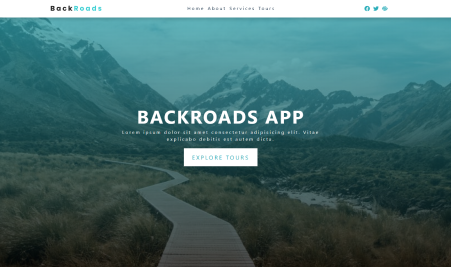 BackRoads
Home About Services Tours
BACKROADS APP
Lorem ipsum dolor sit amet consectetur adipisicing elit. Vitae
explicabo debitis est autem dicta.
EXPLORE TOURS